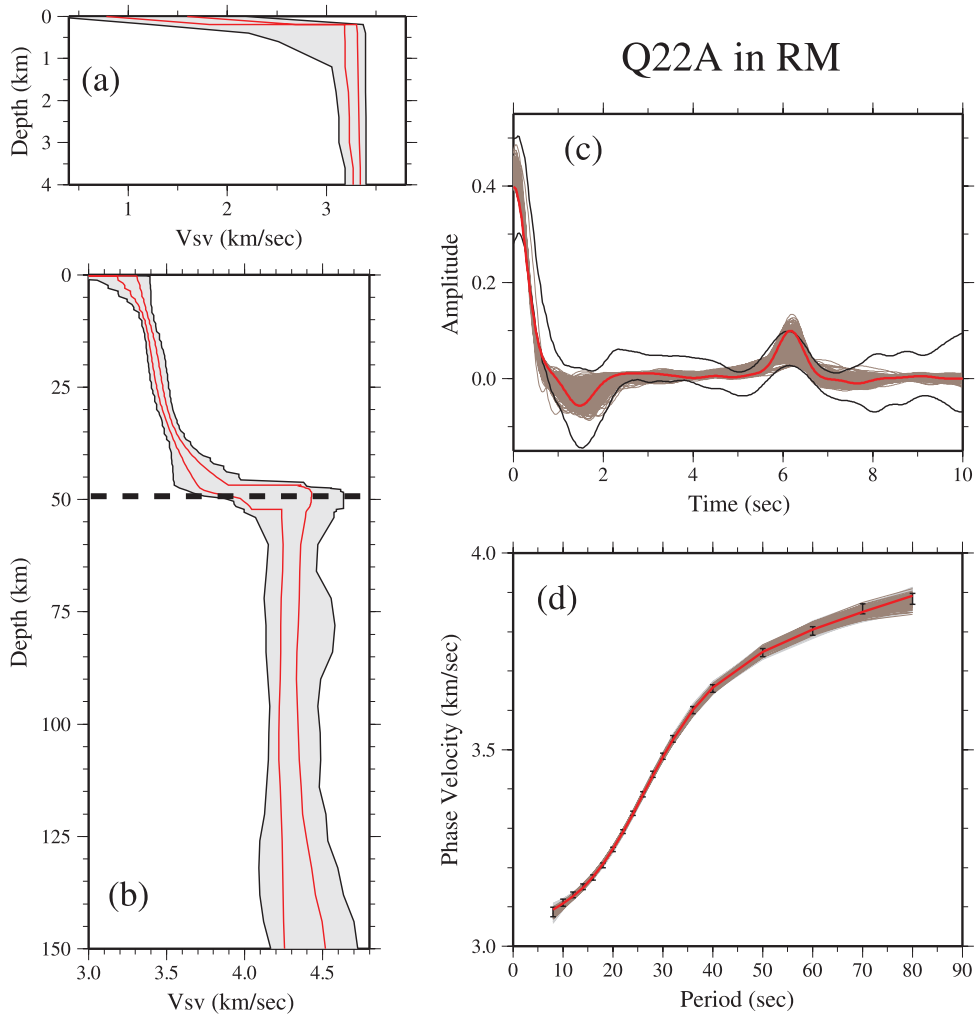 Q22A in RM
(a)
Depth (km)
0
1
2
3
4
1 2 3
Vsv (km/sec)
(b)
Depth (km)
0
25
50
75
100
125
150
3.0 3.5 4.0 4.5
Vsv (km/sec)
(c)
Amplitude
0.4
0.2
0.0
0 2 4 6 8 10
Time (sec)
(d)
Phase Velocity (km/sec)
4.0
3.5
3.0
0 10 20 30 40 50 60 70 80 90
Period (sec)